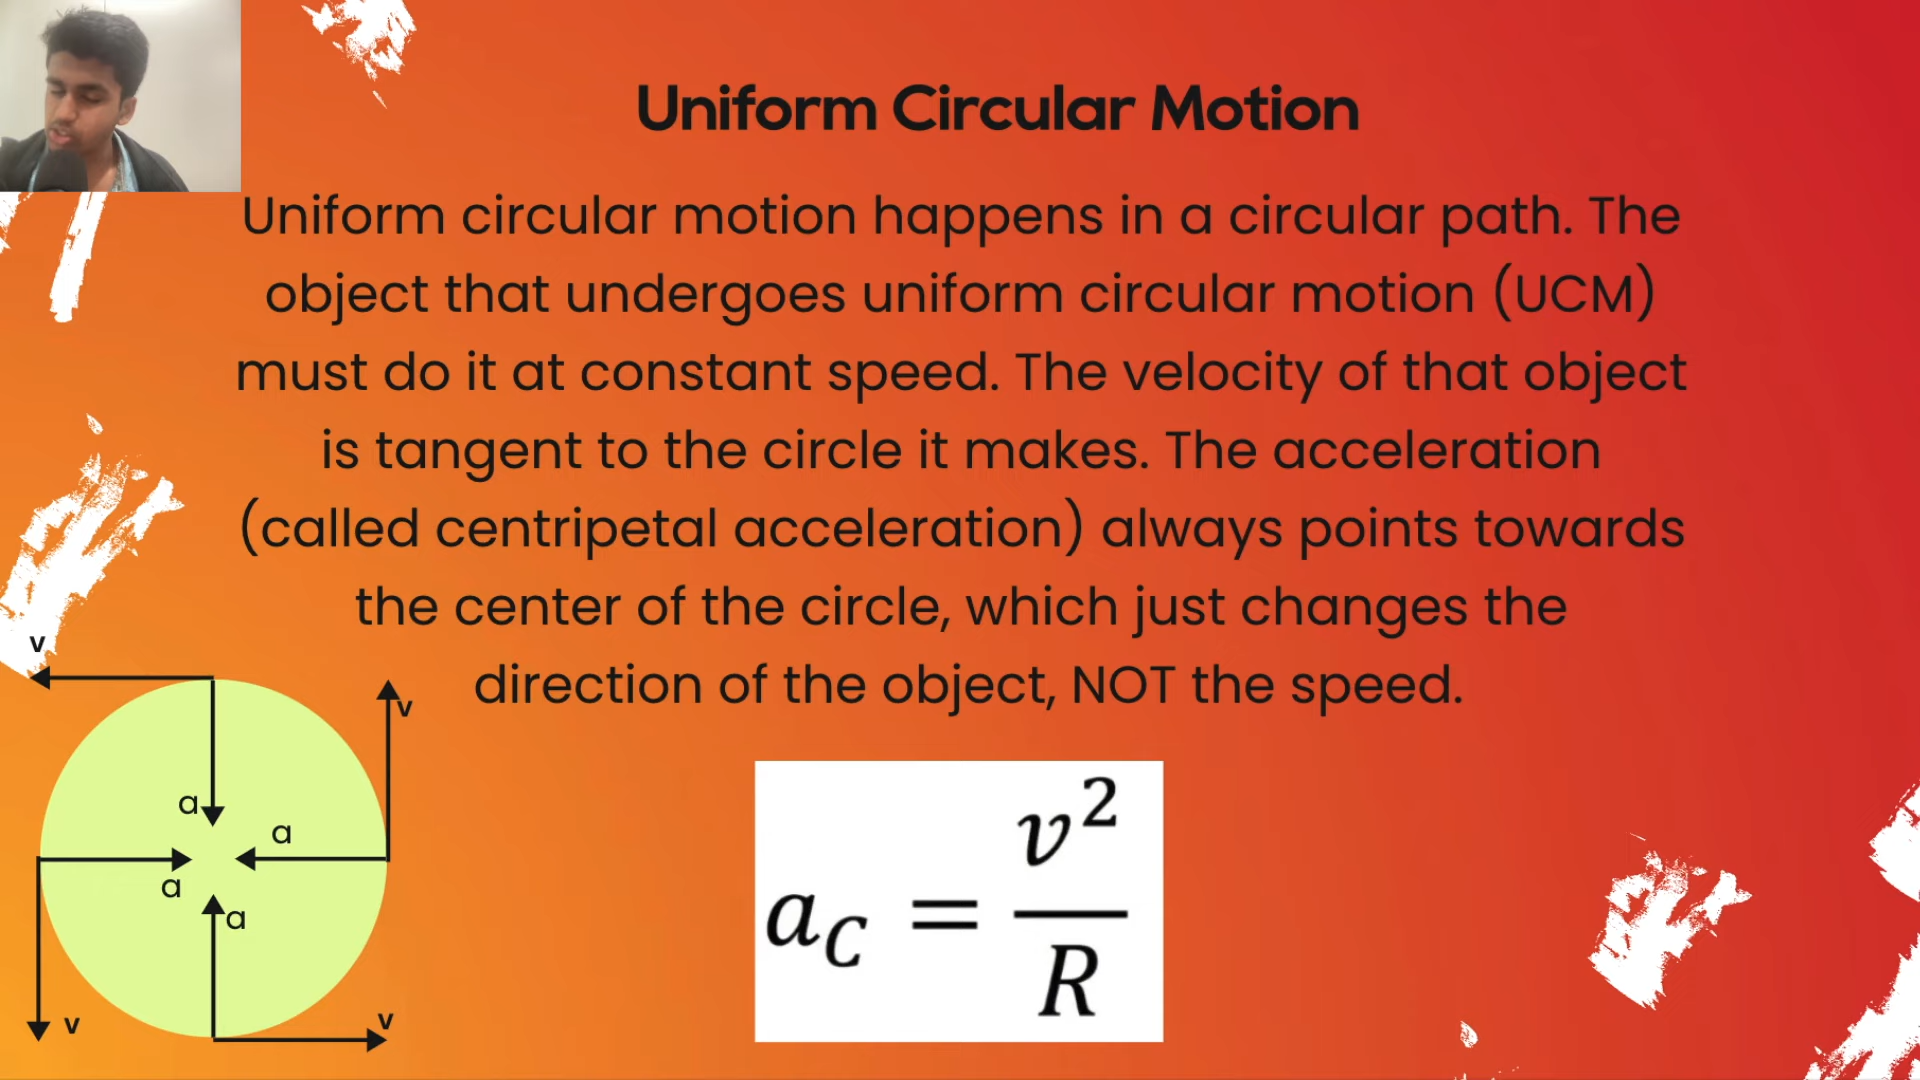 Uniform Circular Motion
Uniform circular motion happens in a circular path. The
object that undergoes uniform circular motion (UCM)
must do it at constant speed. The velocity of that object
is tangent to the circle it makes. The acceleration
(called centripetal acceleration) always points towards
the center of the circle, which just changes the
direction of the object, NOT the speed.
v
v
a
a
a
a
v
v
a_C = v^2 / R